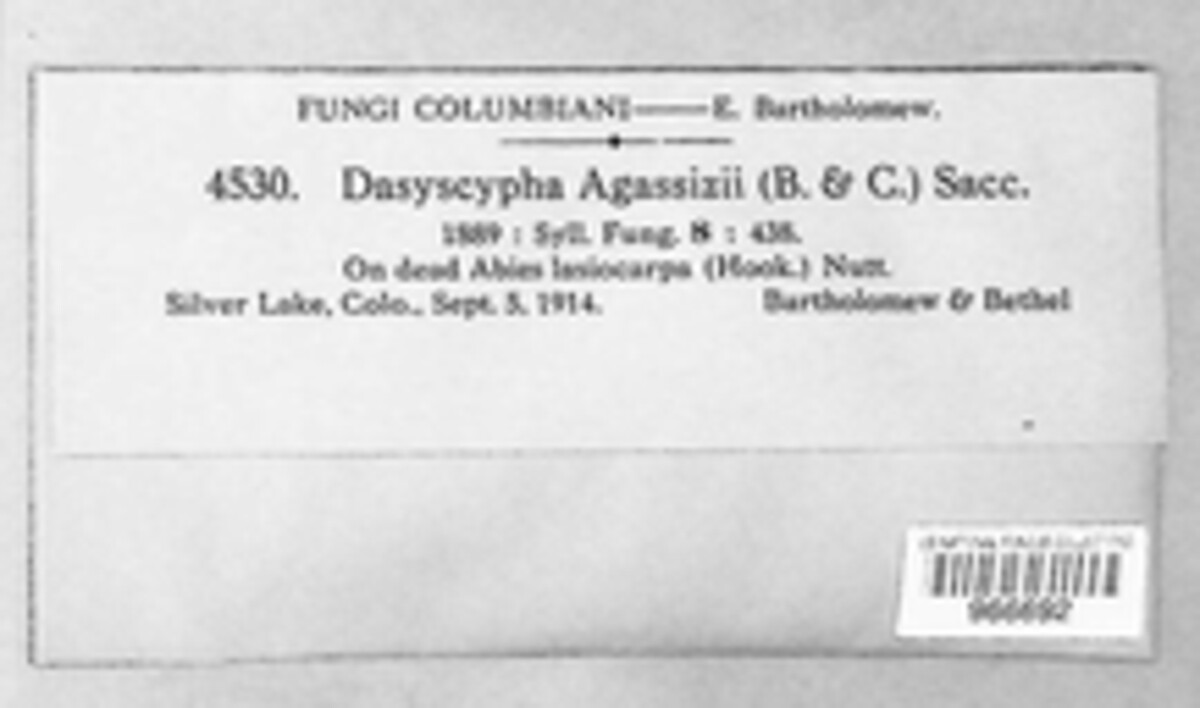 FUNGI COLUMBIANI—E. Bartholomew.
4530. Dasyscypha Agassizii (B. & C.) Sacc.
1889 : Syll. Fung. 8 : 438.
On dead Abies lasiocarpa (Hook.) Nutt.
Silver Lake, Colo., Sept. 5, 1914. Bartholomew & Bethel